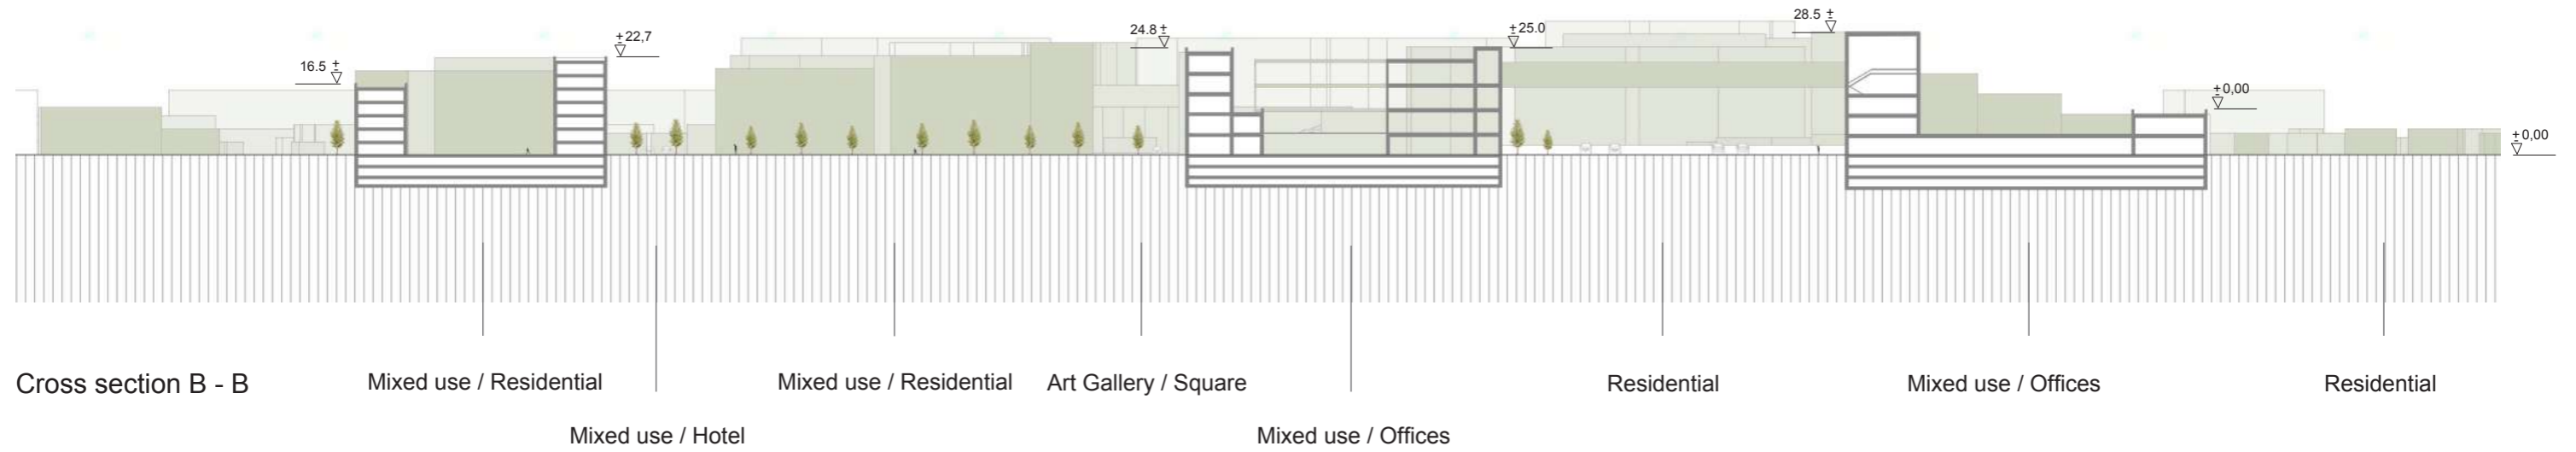 28.5 ±
24.8 ±
±25.0
±22,7
16.5 ±
±0,00
±0,00
Cross section B - B
Mixed use / Residential
Mixed use / Residential
Art Gallery / Square
Residential
Mixed use / Offices
Residential
Mixed use / Hotel
Mixed use / Offices